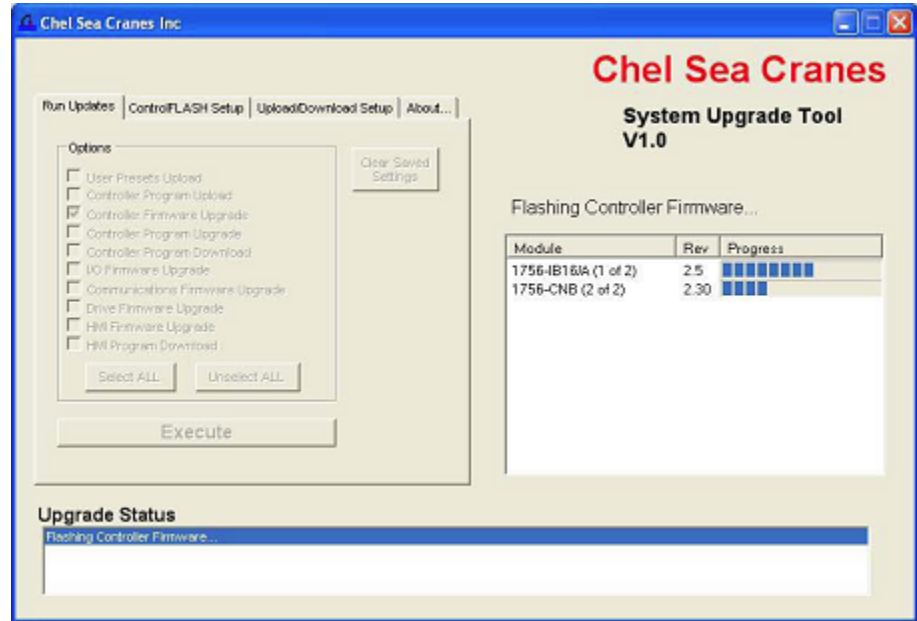 Chel Sea Cranes Inc
Chel Sea Cranes
System Upgrade Tool
V1.0
Run Updates
ControlFLASH Setup
Upload/Download Setup
About...
Options
User Presets Upload
Controller Program Upload
Controller Firmware Upgrade
Controller Program Upgrade
Controller Program Download
I/O Firmware Upgrade
Communications Firmware Upgrade
Drive Firmware Upgrade
HMI Firmware Upgrade
HMI Program Download
Select ALL
Unselect ALL
Clear Saved
Settings
Execute
Flashing Controller Firmware...
Module Rev Progress
1756-IB16/A (1 of 2) 2.5
1756-CNB (2 of 2) 2.30
Upgrade Status
Flashing Controller Firmware...